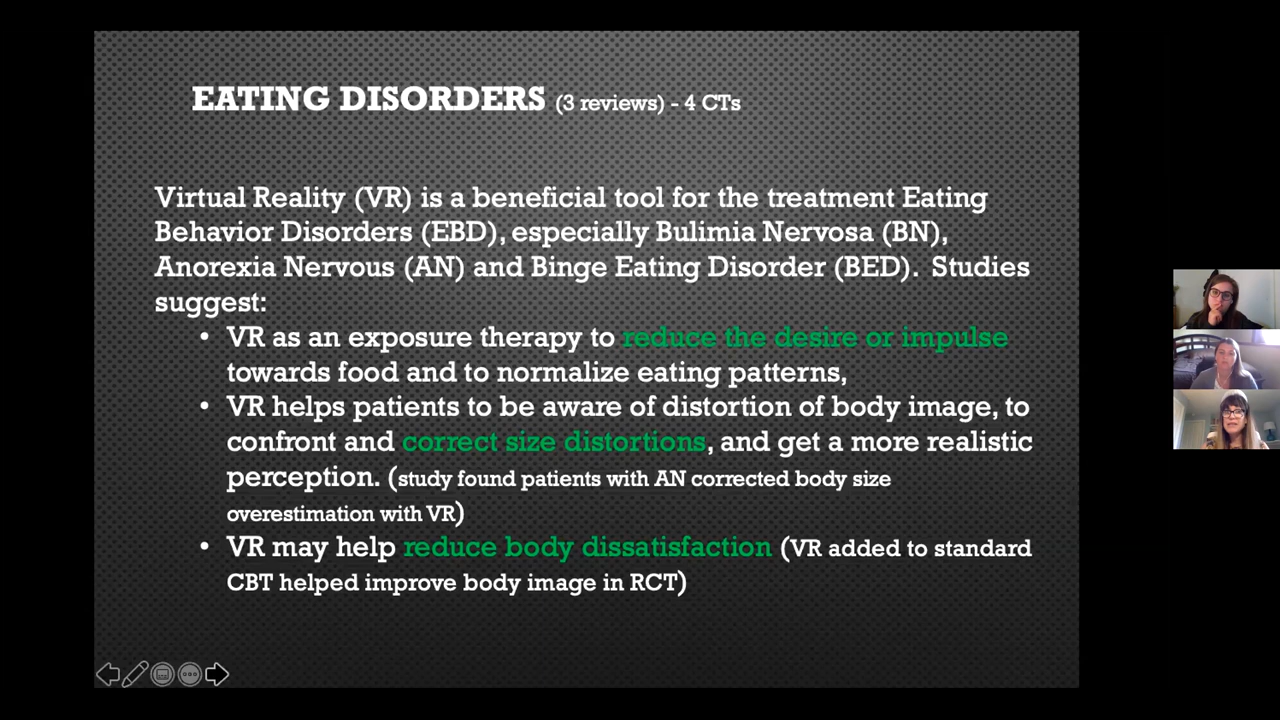 EATING DISORDERS (3 reviews) - 4 CTs
Virtual Reality (VR) is a beneficial tool for the treatment Eating
Behavior Disorders (EBD), especially Bulimia Nervosa (BN),
Anorexia Nervous (AN) and Binge Eating Disorder (BED). Studies
suggest:
• VR as an exposure therapy to reduce the desire or impulse
towards food and to normalize eating patterns,
• VR helps patients to be aware of distortion of body image, to
confront and correct size distortions, and get a more realistic
perception. (study found patients with AN corrected body size
overestimation with VR)
• VR may help reduce body dissatisfaction (VR added to standard
CBT helped improve body image in RCT)